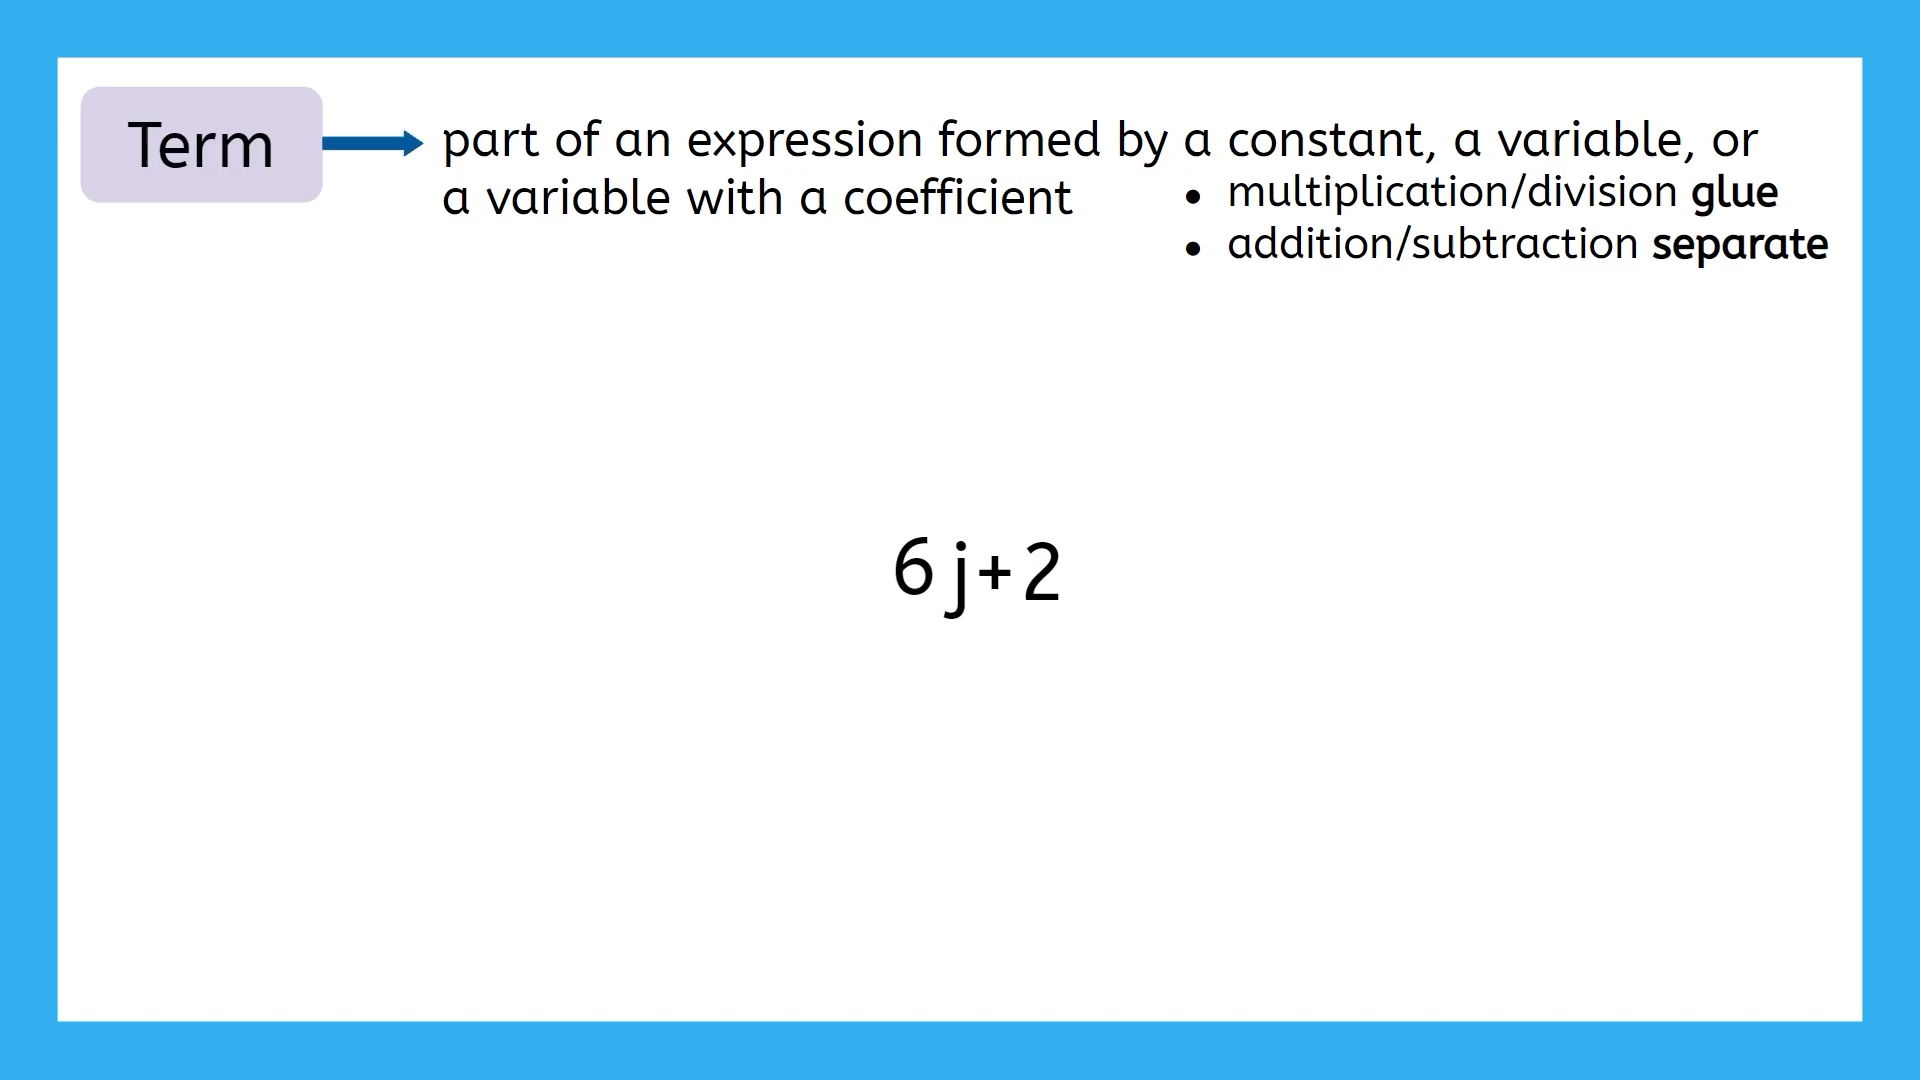 Term
part of an expression formed by a constant, a variable, or
a variable with a coefficient
• multiplication/division glue
• addition/subtraction separate
6j+2